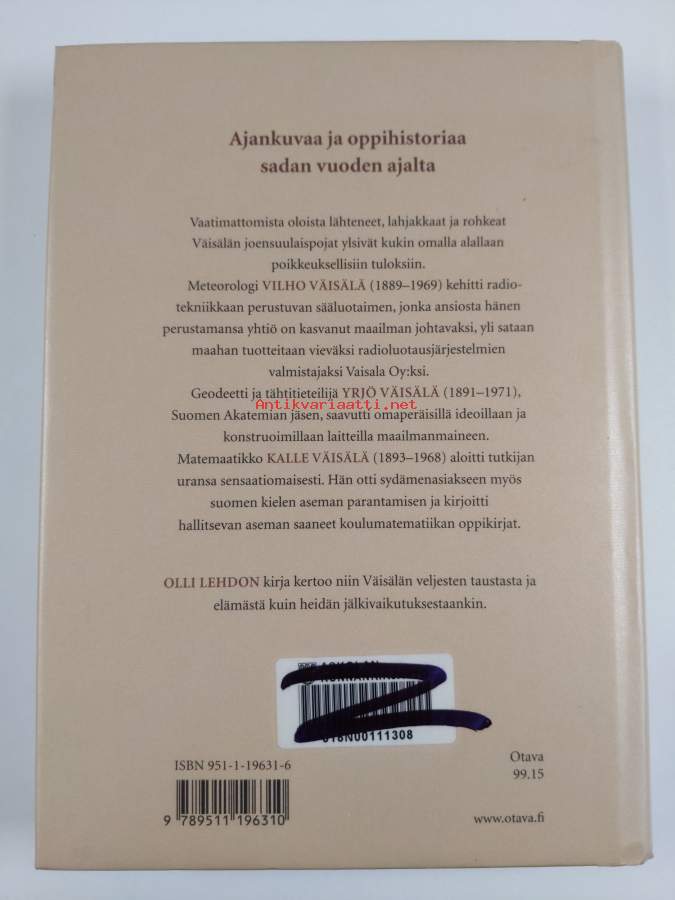 Ajankuvaa ja oppihistoriaa
sadan vuoden ajalta
Vaatimattomista oloista lähteneet, lahjakkaat ja rohkeat
Väisälän joensuulaispojat ylsivät kukin omalla alallaan
poikkeuksellisiin tuloksiin.
Meteorologi VILHO VÄISÄLÄ (1889–1969) kehitti radio-
tekniikkaan perustuvan sääluotaimen, jonka ansiosta hänen
perustamansa yhtiö on kasvanut maailman johtavaksi, yli sataan
maahan tuotteitaan vieväksi radioluotausjärjestelmien
valmistajaksi Vaisala Oy:ksi.
Geodeetti ja tähtitieteilijä YRJÖ VÄISÄLÄ (1891–1971),
Antikvariaatti.net
Suomen Akatemian jäsen, saavutti omaperäisillä ideoillaan ja
konstruoimillaan laitteilla maailmanmaineen.
Matemaatikko KALLE VÄISÄLÄ (1893–1968) aloitti tutkijan
uransa sensaatiomaisesti. Hän otti sydämenasiakseen myös
suomen kielen aseman parantamisen ja kirjoitti
hallitsevan aseman saaneet koulumatematiikan oppikirjat.
OLLI LEHDON kirja kertoo niin Väisälän veljesten taustasta ja
elämästä kuin heidän jälkivaikutuksestaankin.
018N00111308
ISBN 951-1-19631-6
Otava
99.15
9 789511 196310
www.otava.fi